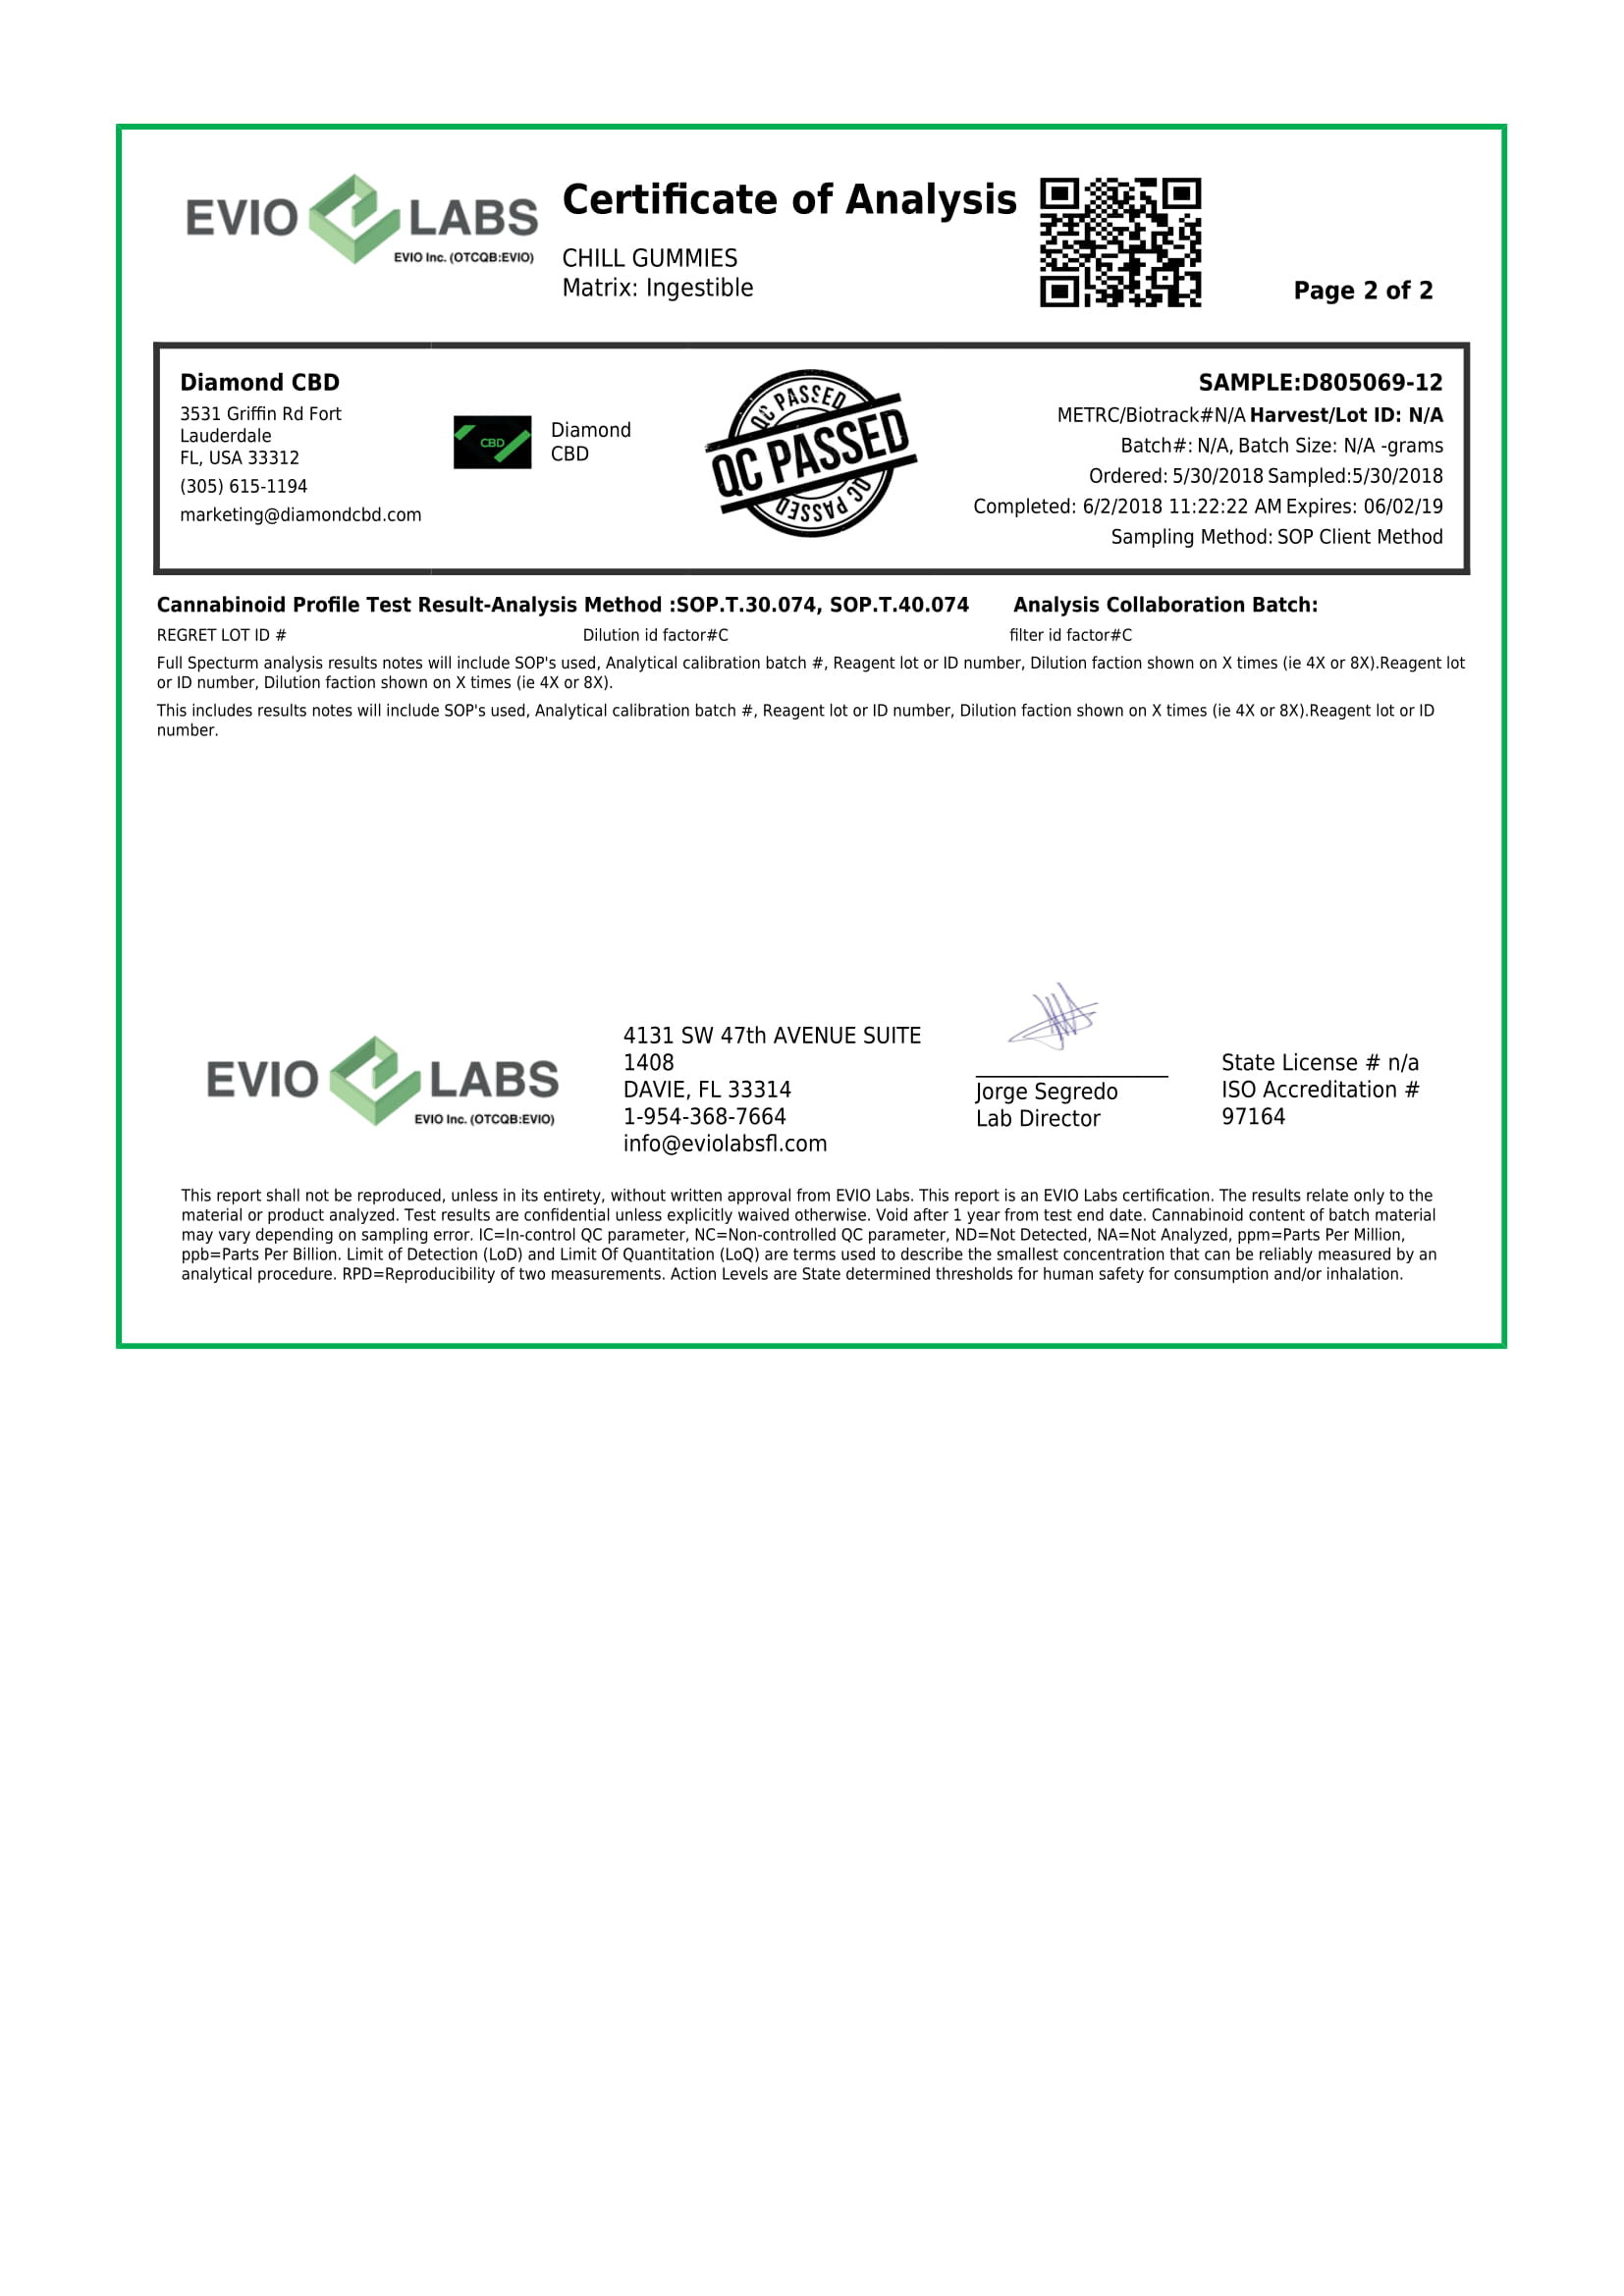 EVIO LABS
EVIO Inc. (OTCQB:EVIO)
Certificate of Analysis
CHILL GUMMIES
Matrix: Ingestible
Page 2 of 2
Diamond CBD
3531 Griffin Rd Fort
Lauderdale
FL, USA 33312
(305) 615-1194
marketing@diamondcbd.com
CBD
Diamond
CBD
QC PASSED
QC PASSED
QC PASSED
SAMPLE:D805069-12
METRC/Biotrack#N/A Harvest/Lot ID: N/A
Batch#: N/A, Batch Size: N/A -grams
Ordered: 5/30/2018 Sampled:5/30/2018
Completed: 6/2/2018 11:22:22 AM Expires: 06/02/19
Sampling Method: SOP Client Method
Cannabinoid Profile Test Result-Analysis Method :SOP.T.30.074, SOP.T.40.074 Analysis Collaboration Batch:
REGRET LOT ID # Dilution id factor#C filter id factor#C
Full Specturm analysis results notes will include SOP's used, Analytical calibration batch #, Reagent lot or ID number, Dilution faction shown on X times (ie 4X or 8X).Reagent lot
or ID number, Dilution faction shown on X times (ie 4X or 8X).
This includes results notes will include SOP's used, Analytical calibration batch #, Reagent lot or ID number, Dilution faction shown on X times (ie 4X or 8X).Reagent lot or ID
number.
EVIO LABS
EVIO Inc. (OTCQB:EVIO)
4131 SW 47th AVENUE SUITE
1408
DAVIE, FL 33314
1-954-368-7664
info@eviolabsfl.com
Jorge Segredo
Lab Director
State License # n/a
ISO Accreditation #
97164
This report shall not be reproduced, unless in its entirety, without written approval from EVIO Labs. This report is an EVIO Labs certification. The results relate only to the
material or product analyzed. Test results are confidential unless explicitly waived otherwise. Void after 1 year from test end date. Cannabinoid content of batch material
may vary depending on sampling error. IC=In-control QC parameter, NC=Non-controlled QC parameter, ND=Not Detected, NA=Not Analyzed, ppm=Parts Per Million,
ppb=Parts Per Billion. Limit of Detection (LoD) and Limit Of Quantitation (LoQ) are terms used to describe the smallest concentration that can be reliably measured by an
analytical procedure. RPD=Reproducibility of two measurements. Action Levels are State determined thresholds for human safety for consumption and/or inhalation.